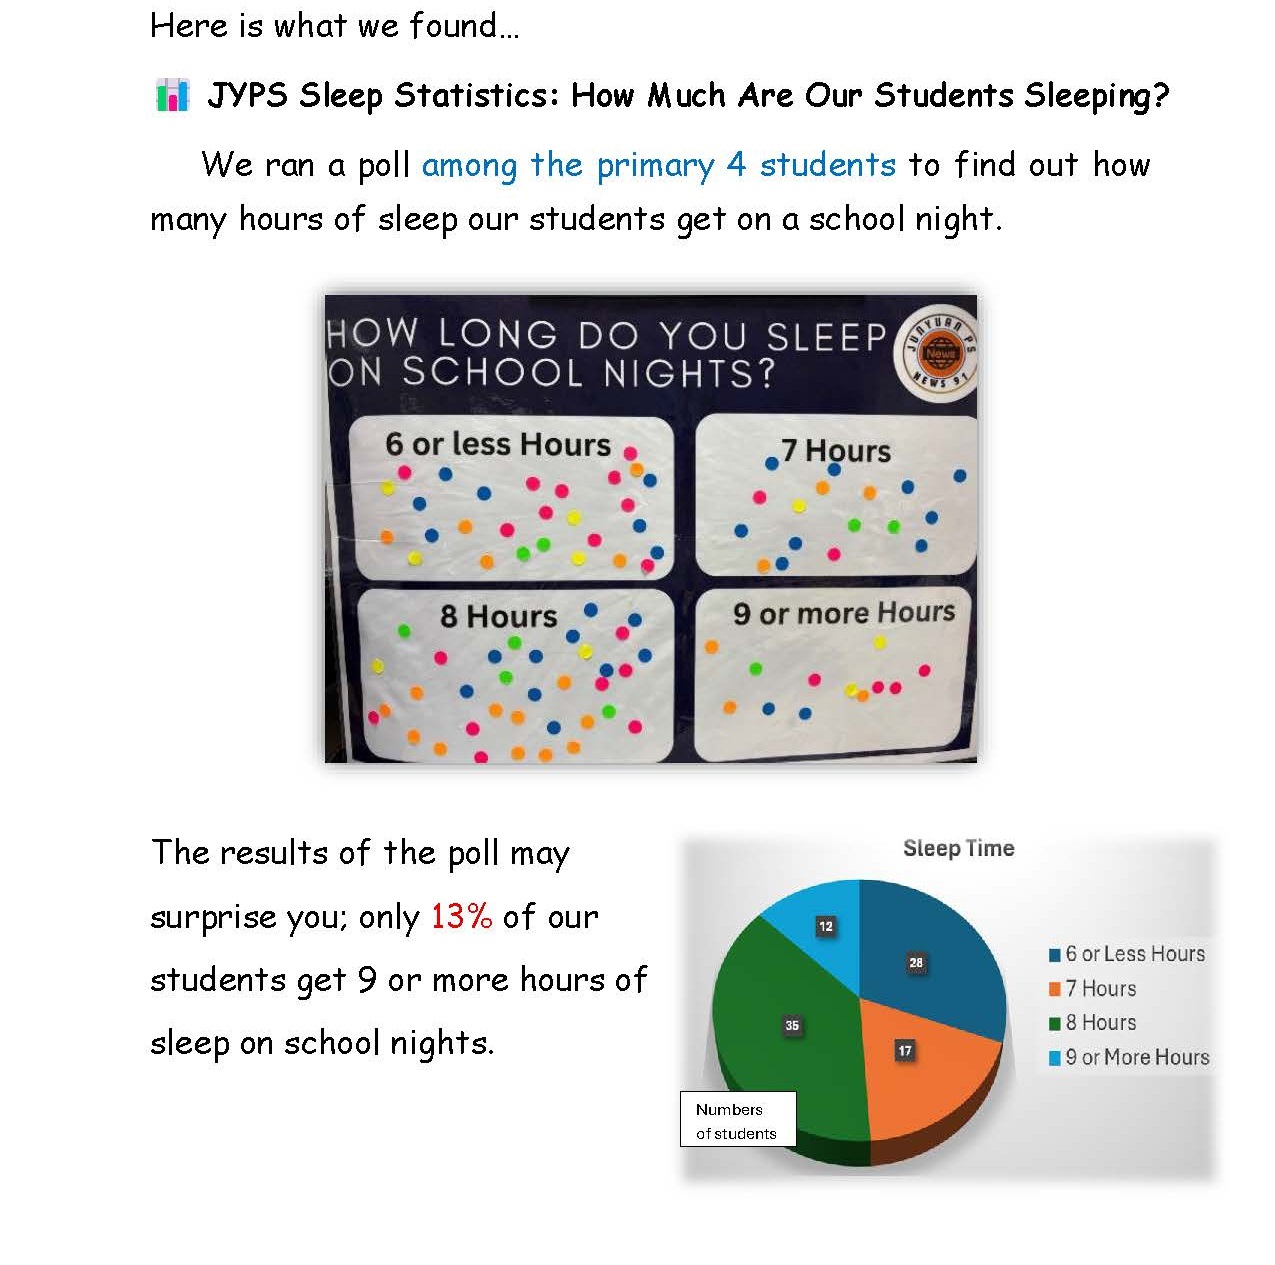 Here is what we found...
JYPS Sleep Statistics: How Much Are Our Students Sleeping?
We ran a poll among the primary 4 students to find out how
many hours of sleep our students get on a school night.
HOW LONG DO YOU SLEEP
ON SCHOOL NIGHTS?
JUNYUAN PS
News
NEWS 91
6 or less Hours
7 Hours
8 Hours
9 or more Hours
The results of the poll may
surprise you; only 13% of our
students get 9 or more hours of
sleep on school nights.
Sleep Time
12
28
35
17
6 or Less Hours
7 Hours
8 Hours
9 or More Hours
Numbers
of students